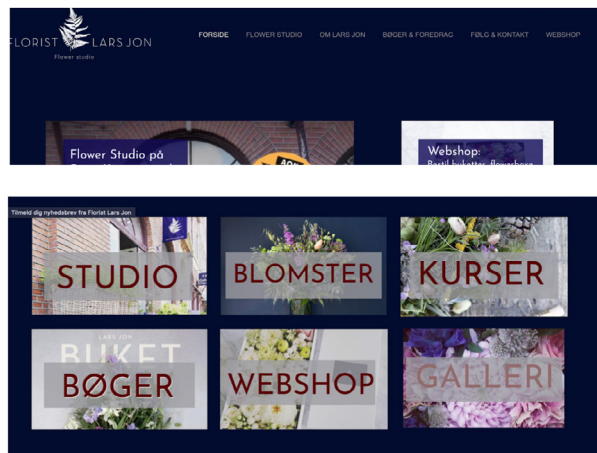 FLORIST LARS JON
Flower studio
FORSIDE FLOWER STUDIO OM LARS JON BØGER & FOREDRAG FØLG & KONTAKT WEBSHOP
Flower Studio på
Webshop:
Bestil buketter, flowerboxe
Tilmeld dig nyhedsbrev fra Florist Lars Jon
STUDIO
BLOMSTER
KURSER
LARS JON
BUKET
BØGER
WEBSHOP
GALLERI